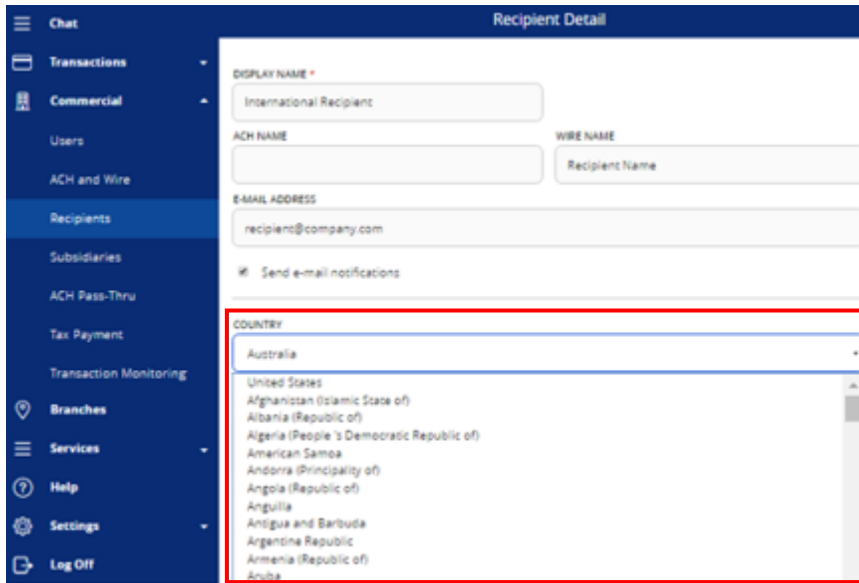 Chat
Transactions
Commercial
Users
ACH and Wire
Recipients
Subsidiaries
ACH Pass-Thru
Tax Payment
Transaction Monitoring
Branches
Services
Help
Settings
Log Off
Recipient Detail
DISPLAY NAME *
International Recipient
ACH NAME
WIRE NAME
Recipient Name
E-MAIL ADDRESS
recipient@company.com
Send e-mail notifications
COUNTRY
Australia
United States
Afghanistan (Islamic State of)
Albania (Republic of)
Algeria (People 's Democratic Republic of)
American Samoa
Andorra (Principality of)
Angola (Republic of)
Anguilla
Antigua and Barbuda
Argentine Republic
Armenia (Republic of)
Aruba